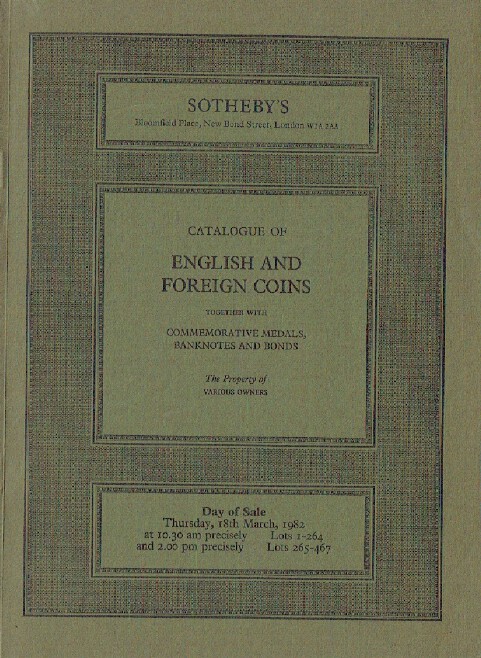 SOTHEBY'S
Bloomfield Place, New Bond Street, London W1A 2AA
CATALOGUE OF
ENGLISH AND
FOREIGN COINS
TOGETHER WITH
COMMEMORATIVE MEDALS,
BANKNOTES AND BONDS
The Property of
VARIOUS OWNERS
Day of Sale
Thursday, 18th March, 1982
at 10.30 am precisely Lots 1-264
and 2.00 pm precisely Lots 265-467